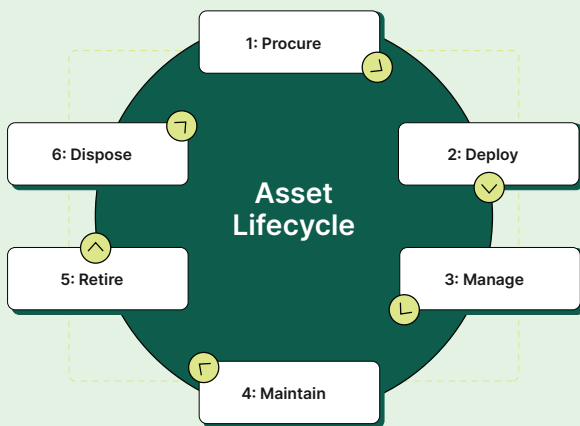 1: Procure
6: Dispose
2: Deploy
Asset
Lifecycle
5: Retire
3: Manage
4: Maintain